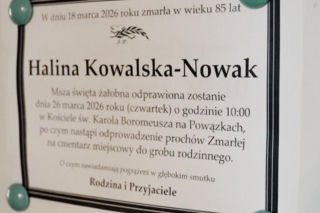 W dniu 18 marca 2026 roku zmarła w wieku 85 lat
Halina Kowalska-Nowak
Msza święta żałobna odprawiona zostanie
dnia 26 marca 2026 roku (czwartek) o godzinie 10:00
w Kościele św. Karola Boromeusza na Powązkach,
po czym nastąpi odprowadzenie prochów Zmarłej
na cmentarz miejscowy do grobu rodzinnego.
O czym zawiadamiają pogrążeni w głębokim smutku
Rodzina i Przyjaciele